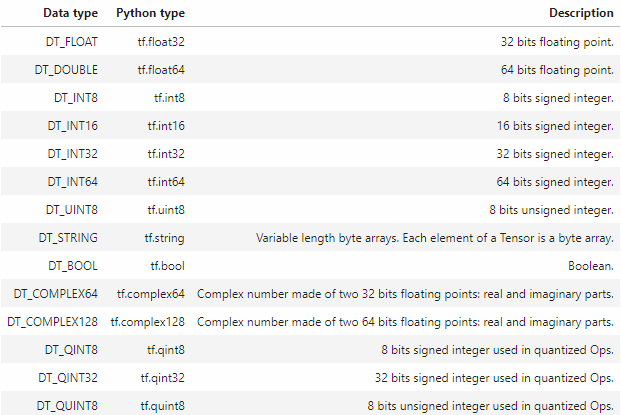 Data type Python type Description
DT_FLOAT tf.float32 32 bits floating point.
DT_DOUBLE tf.float64 64 bits floating point.
DT_INT8 tf.int8 8 bits signed integer.
DT_INT16 tf.int16 16 bits signed integer.
DT_INT32 tf.int32 32 bits signed integer.
DT_INT64 tf.int64 64 bits signed integer.
DT_UINT8 tf.uint8 8 bits unsigned integer.
DT_STRING tf.string Variable length byte arrays. Each element of a Tensor is a byte array.
DT_BOOL tf.bool Boolean.
DT_COMPLEX64 tf.complex64 Complex number made of two 32 bits floating points: real and imaginary parts.
DT_COMPLEX128 tf.complex128 Complex number made of two 64 bits floating points: real and imaginary parts.
DT_QINT8 tf.qint8 8 bits signed integer used in quantized Ops.
DT_QINT32 tf.qint32 32 bits signed integer used in quantized Ops.
DT_QUINT8 tf.quint8 8 bits unsigned integer used in quantized Ops.